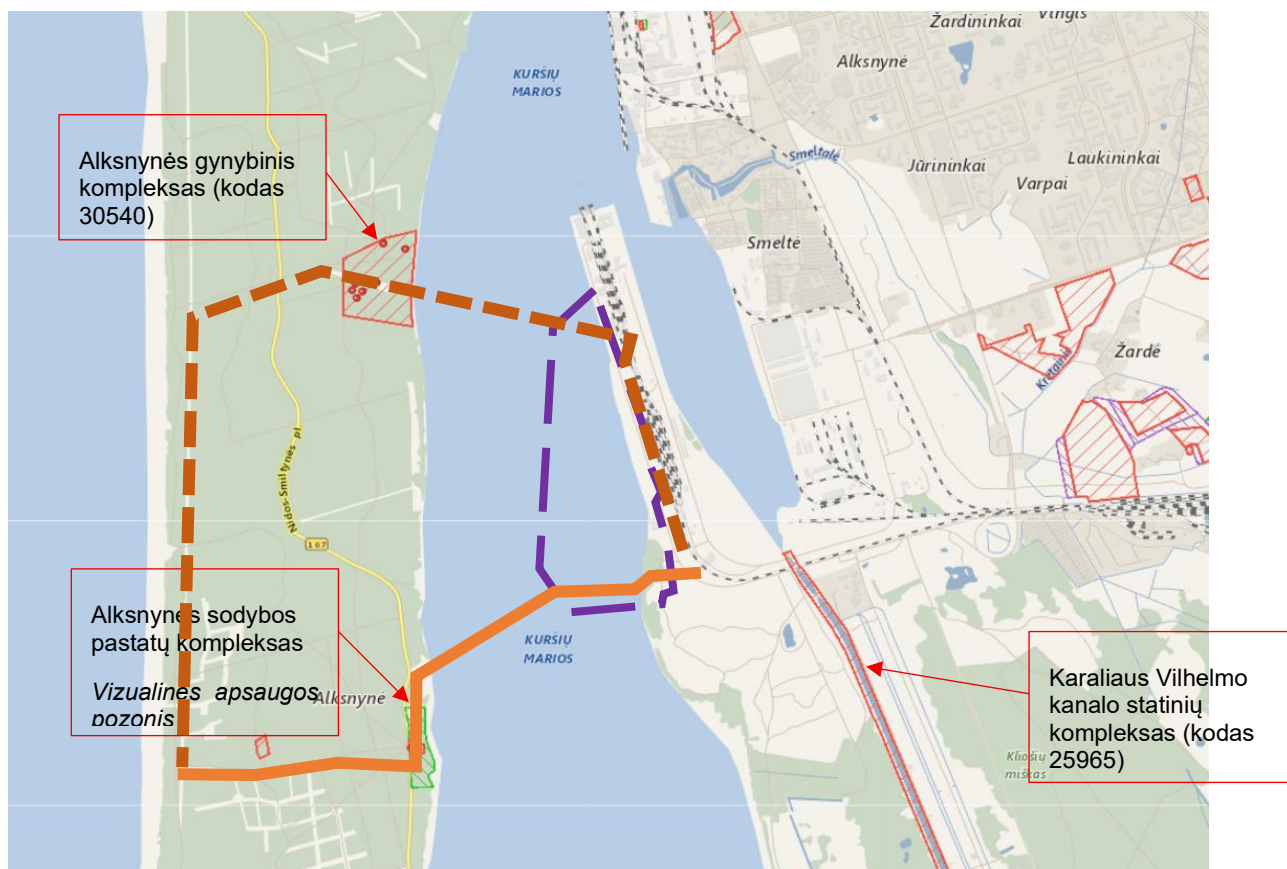 Žardininkai
Vingis
Alksnynė
KURŠIŲ
MARIOS
Smeltalė
Jūrininkai
Laukininkai
Varpai
Alksnynės gynybinis
kompleksas (kodas
30540)
Smeltė
Kretainis
Žardė
Nidos-Smiltynės pl.
167
Alksnynės sodybos
pastatų kompleksas
Vizualinės apsaugos
pozonis
Alksnynė
KURŠIŲ
MARIOS
Karaliaus Vilhelmo
kanalo statinių
kompleksas (kodas
25965)
Kliošių
miškas